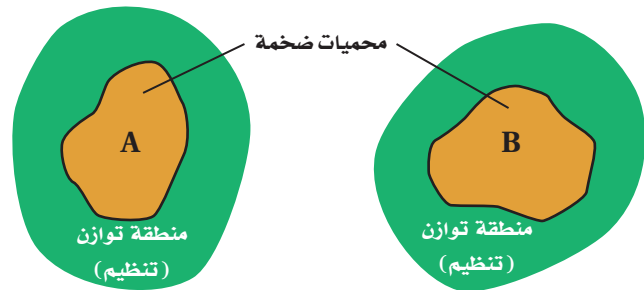 محميات ضخمة
A
B
منطقة توازن
(تنظيم)
منطقة توازن
(تنظيم)